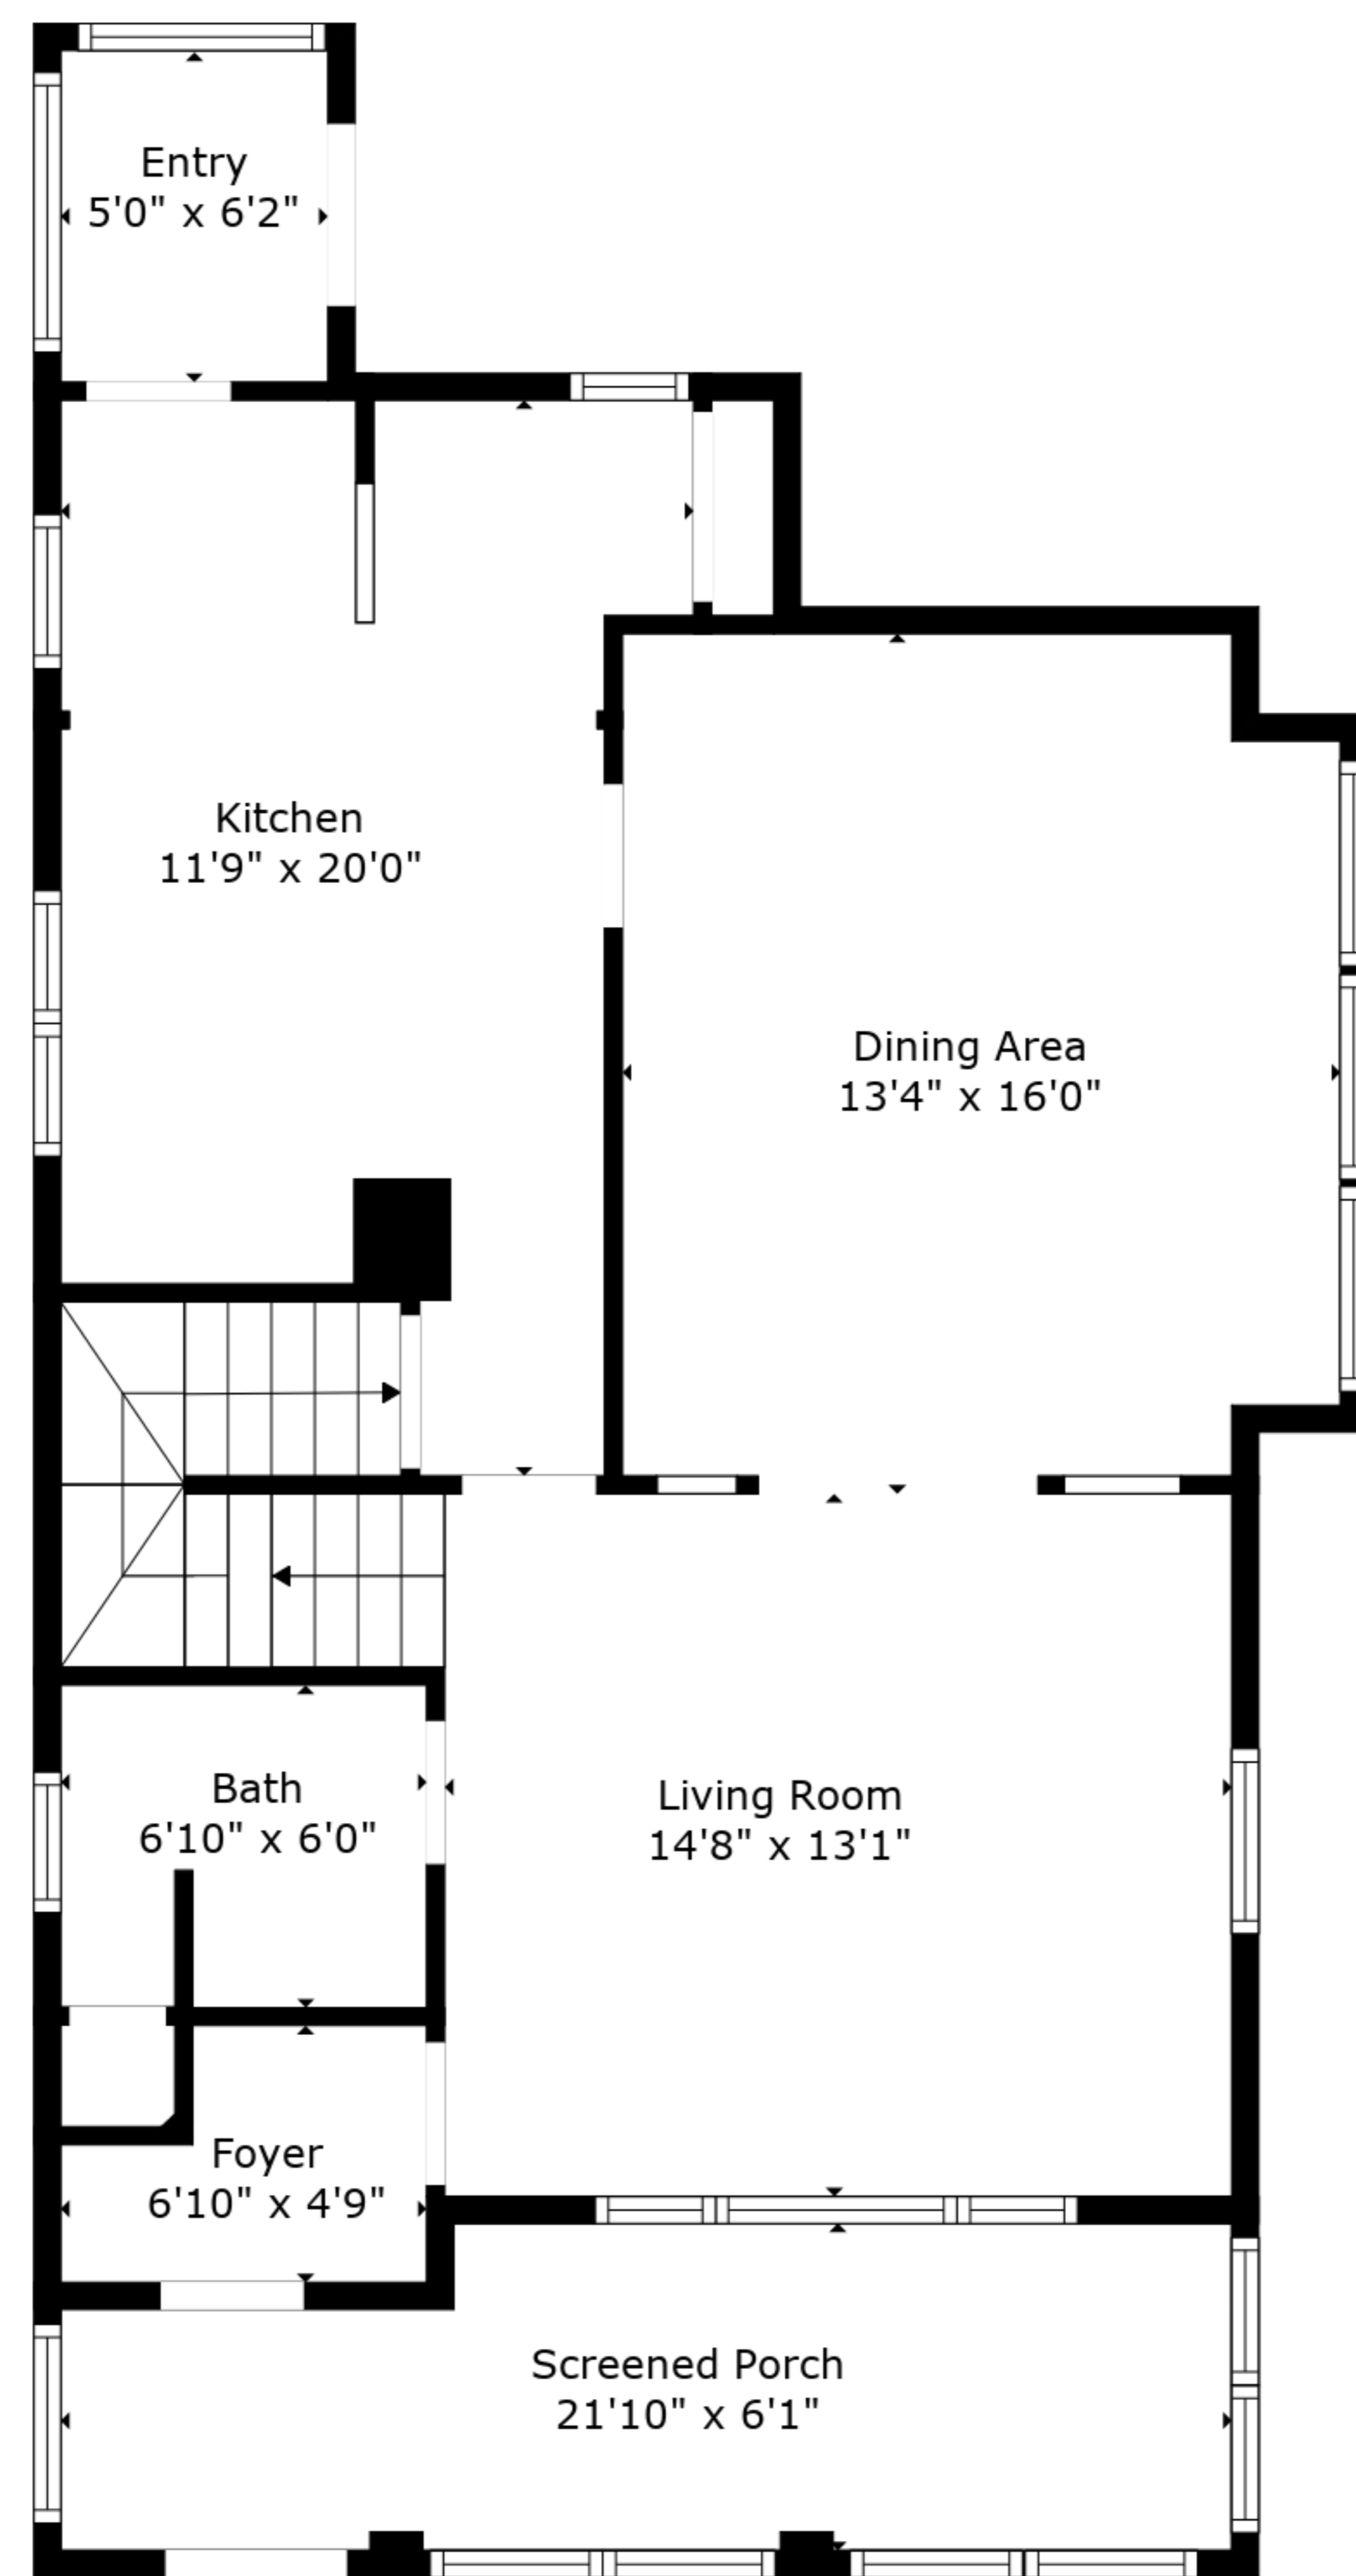 Entry
5'0" x 6'2"
Kitchen
11'9" x 20'0"
Dining Area
13'4" x 16'0"
Bath
6'10" x 6'0"
Living Room
14'8" x 13'1"
Foyer
6'10" x 4'9"
Screened Porch
21'10" x 6'1"